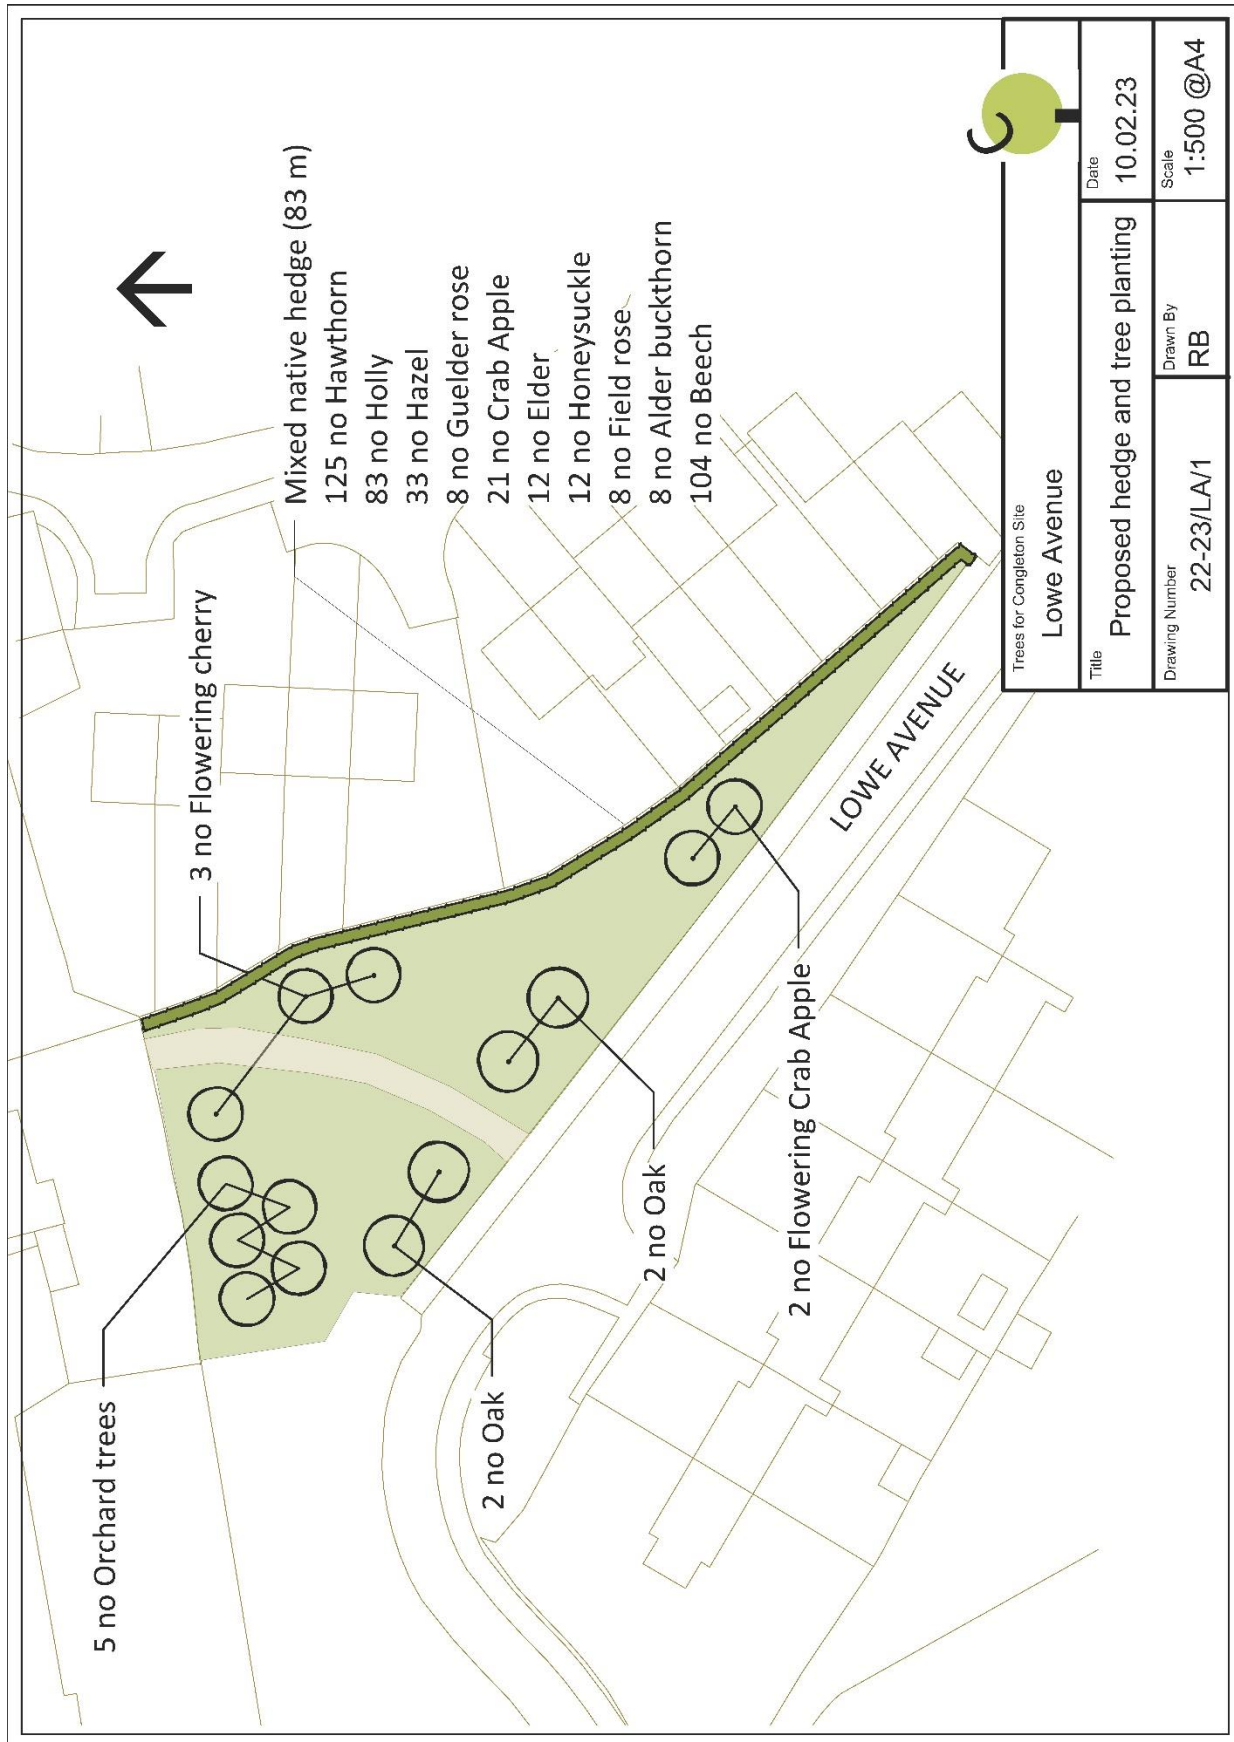 5 no Orchard trees
3 no Flowering cherry
Mixed native hedge (83 m)
125 no Hawthorn
83 no Holly
33 no Hazel
8 no Guelder rose
21 no Crab Apple
12 no Elder
12 no Honeysuckle
8 no Field rose
8 no Alder buckthorn
104 no Beech
2 no Oak
2 no Oak
2 no Flowering Crab Apple
LOWE AVENUE
Trees for Congleton Site
Lowe Avenue
Title
Proposed hedge and tree planting
Date
10.02.23
Drawing Number
22-23/LA/1
Drawn By
RB
Scale
1:500 @A4